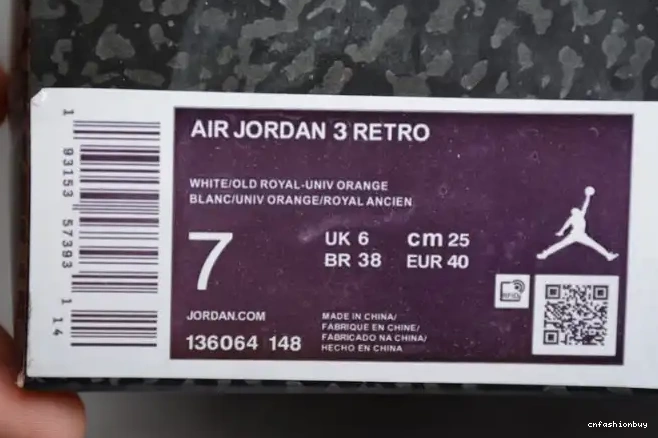 AIR JORDAN 3 RETRO
WHITE/OLD ROYAL-UNIV ORANGE
BLANC/UNIV ORANGE/ROYAL ANCIEN
7
UK 6 cm 25
BR 38 EUR 40
RFID
JORDAN.COM
136064 148
MADE IN CHINA/
FABRIQUE EN CHINE/
FABRICADO NA CHINA/
HECHO EN CHINA
1 93153 57393 1
14
cnfashionbuy